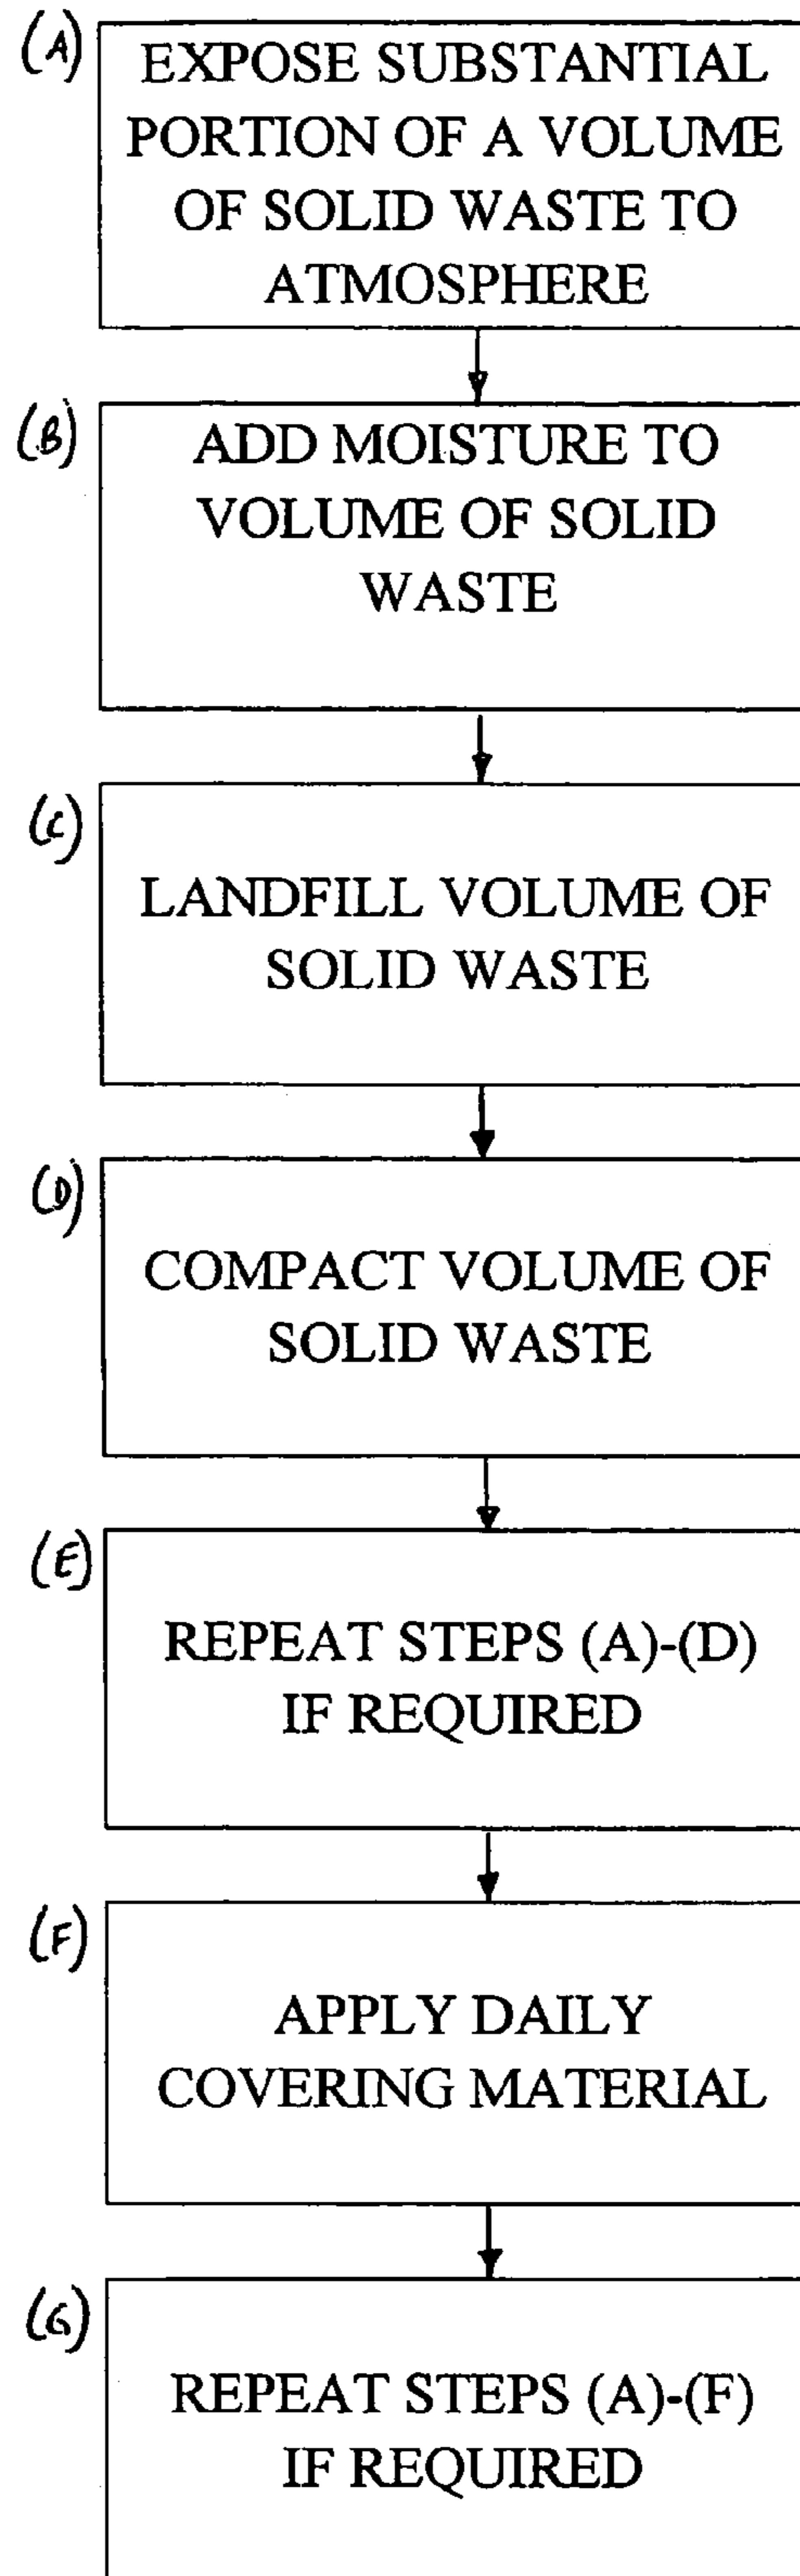 (A)
EXPOSE SUBSTANTIAL
PORTION OF A VOLUME
OF SOLID WASTE TO
ATMOSPHERE
(B)
ADD MOISTURE TO
VOLUME OF SOLID
WASTE
(C)
LANDFILL VOLUME OF
SOLID WASTE
(D)
COMPACT VOLUME OF
SOLID WASTE
(E)
REPEAT STEPS (A)-(D)
IF REQUIRED
(F)
APPLY DAILY
COVERING MATERIAL
(G)
REPEAT STEPS (A)-(F)
IF REQUIRED